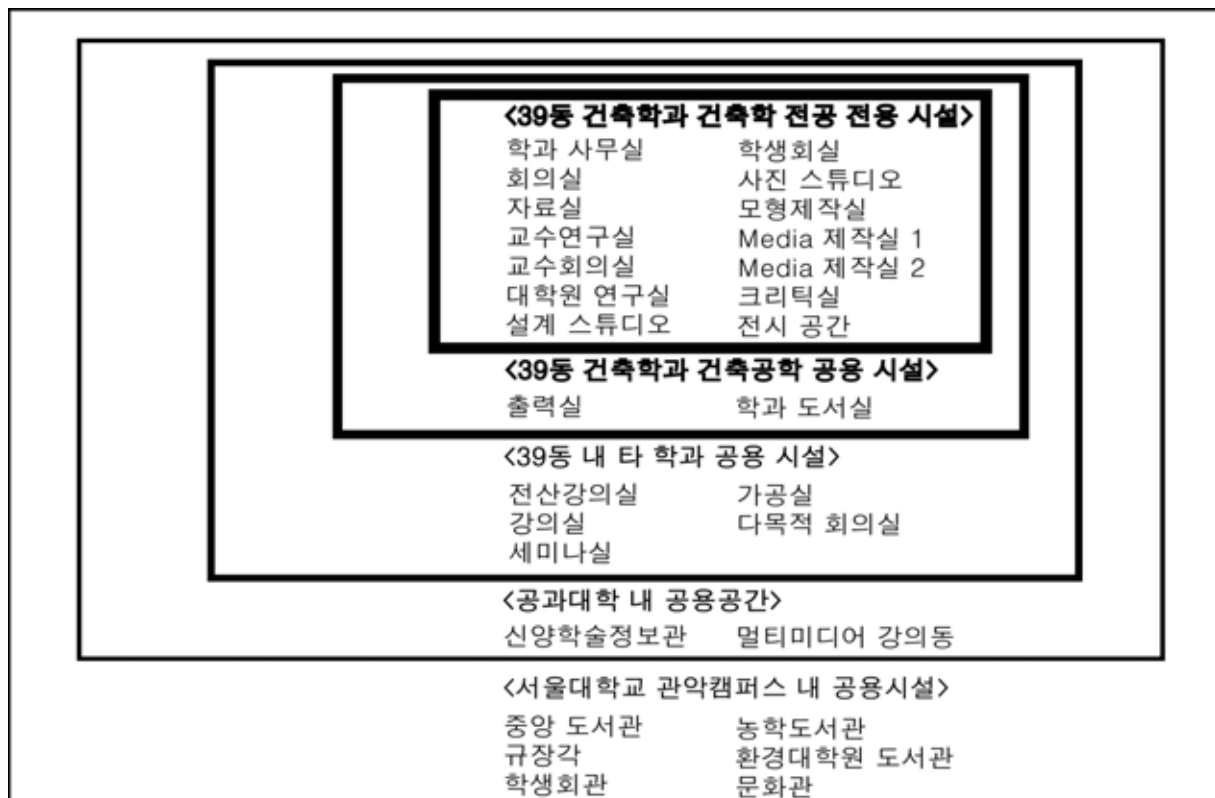 <39동 건축학과 건축학 전공 전용 시설>
학과 사무실 학생회실
회의실 사진 스튜디오
자료실 모형제작실
교수연구실 Media 제작실 1
교수회의실 Media 제작실 2
대학원 연구실 크리틱실
설계 스튜디오 전시 공간
<39동 건축학과 건축공학 공용 시설>
출력실 학과 도서실
<39동 내 타 학과 공용 시설>
전산강의실 가공실
강의실 다목적 회의실
세미나실
<공과대학 내 공용공간>
신양학술정보관 멀티미디어 강의동
<서울대학교 관악캠퍼스 내 공용시설>
중앙 도서관 농학도서관
규장각 환경대학원 도서관
학생회관 문화관